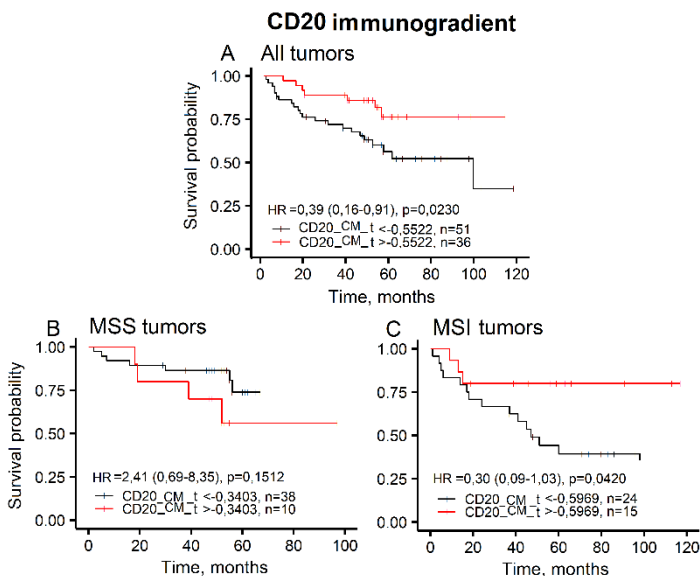 CD20 immunogradient
A All tumors
Survival probability
1.00
0.75
0.50
0.25
0.00
HR =0,39 (0,16-0,91), p=0,0230
CD20_CM_t <-0,5522, n=51
CD20_CM_t >-0,5522, n=36
0 20 40 60 80 100 120
Time, months
B MSS tumors
Survival probability
1.00
0.75
0.50
0.25
0.00
HR =2,41 (0,69-8,35), p=0,1512
CD20_CM_t <-0,3403, n=38
CD20_CM_t >-0,3403, n=10
0 20 40 60 80 100
Time, months
C MSI tumors
Survival probability
1.00
0.75
0.50
0.25
0.00
HR =0,30 (0,09-1,03), p=0,0420
CD20_CM_t <-0,5969, n=24
CD20_CM_t >-0,5969, n=15
0 20 40 60 80 100 120
Time, months